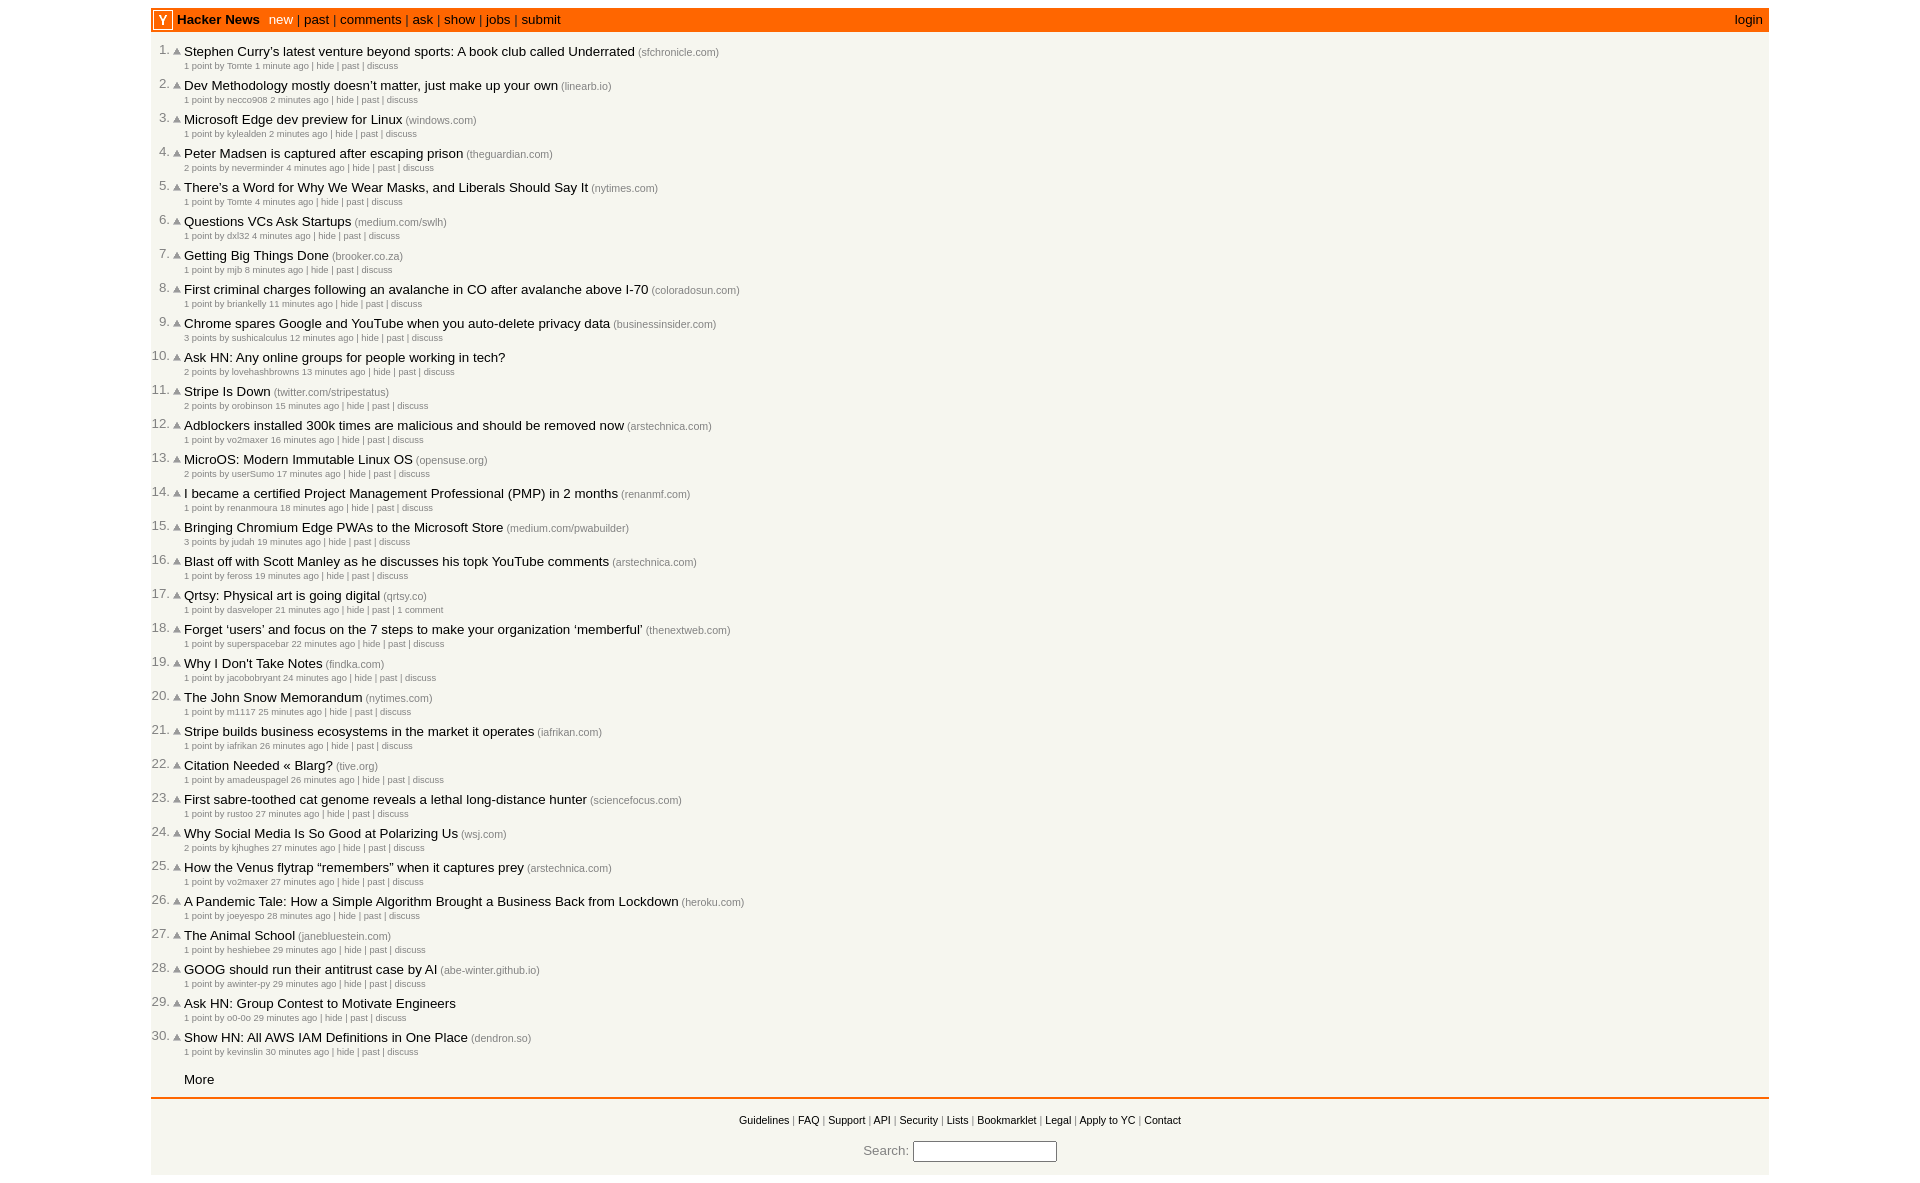 Y Hacker News new | past | comments | ask | show | jobs | submit login
1. Stephen Curry’s latest venture beyond sports: A book club called Underrated (sfchronicle.com)
1 point by Tomte 1 minute ago | hide | past | discuss
2. Dev Methodology mostly doesn’t matter, just make up your own (linearb.io)
1 point by necco908 2 minutes ago | hide | past | discuss
3. Microsoft Edge dev preview for Linux (windows.com)
1 point by kylealden 2 minutes ago | hide | past | discuss
4. Peter Madsen is captured after escaping prison (theguardian.com)
2 points by neverminder 4 minutes ago | hide | past | discuss
5. There’s a Word for Why We Wear Masks, and Liberals Should Say It (nytimes.com)
1 point by Tomte 4 minutes ago | hide | past | discuss
6. Questions VCs Ask Startups (medium.com/swlh)
1 point by dxl32 4 minutes ago | hide | past | discuss
7. Getting Big Things Done (brooker.co.za)
1 point by mjb 8 minutes ago | hide | past | discuss
8. First criminal charges following an avalanche in CO after avalanche above I-70 (coloradosun.com)
1 point by briankelly 11 minutes ago | hide | past | discuss
9. Chrome spares Google and YouTube when you auto-delete privacy data (businessinsider.com)
3 points by sushicalculus 12 minutes ago | hide | past | discuss
10. Ask HN: Any online groups for people working in tech?
2 points by lovehashbrowns 13 minutes ago | hide | past | discuss
11. Stripe Is Down (twitter.com/stripestatus)
2 points by orobinson 15 minutes ago | hide | past | discuss
12. Adblockers installed 300k times are malicious and should be removed now (arstechnica.com)
1 point by vo2maxer 16 minutes ago | hide | past | discuss
13. MicroOS: Modern Immutable Linux OS (opensuse.org)
2 points by userSumo 17 minutes ago | hide | past | discuss
14. I became a certified Project Management Professional (PMP) in 2 months (renanmf.com)
1 point by renanmoura 18 minutes ago | hide | past | discuss
15. Bringing Chromium Edge PWAs to the Microsoft Store (medium.com/pwabuilder)
3 points by judah 19 minutes ago | hide | past | discuss
16. Blast off with Scott Manley as he discusses his topk YouTube comments (arstechnica.com)
1 point by feross 19 minutes ago | hide | past | discuss
17. Qrtsy: Physical art is going digital (qrtsy.co)
1 point by dasveloper 21 minutes ago | hide | past | 1 comment
18. Forget ‘users’ and focus on the 7 steps to make your organization ‘memberful’ (thenextweb.com)
1 point by superspacebar 22 minutes ago | hide | past | discuss
19. Why I Don't Take Notes (findka.com)
1 point by jacobobryant 24 minutes ago | hide | past | discuss
20. The John Snow Memorandum (nytimes.com)
1 point by m1117 25 minutes ago | hide | past | discuss
21. Stripe builds business ecosystems in the market it operates (iafrikan.com)
1 point by iafrikan 26 minutes ago | hide | past | discuss
22. Citation Needed « Blarg? (tive.org)
1 point by amadeuspagel 26 minutes ago | hide | past | discuss
23. First sabre-toothed cat genome reveals a lethal long-distance hunter (sciencefocus.com)
1 point by rustoo 27 minutes ago | hide | past | discuss
24. Why Social Media Is So Good at Polarizing Us (wsj.com)
2 points by kjhughes 27 minutes ago | hide | past | discuss
25. How the Venus flytrap “remembers” when it captures prey (arstechnica.com)
1 point by vo2maxer 27 minutes ago | hide | past | discuss
26. A Pandemic Tale: How a Simple Algorithm Brought a Business Back from Lockdown (heroku.com)
1 point by joeyespo 28 minutes ago | hide | past | discuss
27. The Animal School (janebluestein.com)
1 point by heshiebee 29 minutes ago | hide | past | discuss
28. GOOG should run their antitrust case by AI (abe-winter.github.io)
1 point by awinter-py 29 minutes ago | hide | past | discuss
29. Ask HN: Group Contest to Motivate Engineers
1 point by o0-0o 29 minutes ago | hide | past | discuss
30. Show HN: All AWS IAM Definitions in One Place (dendron.so)
1 point by kevinslin 30 minutes ago | hide | past | discuss
More
Guidelines | FAQ | Support | API | Security | Lists | Bookmarklet | Legal | Apply to YC | Contact
Search: